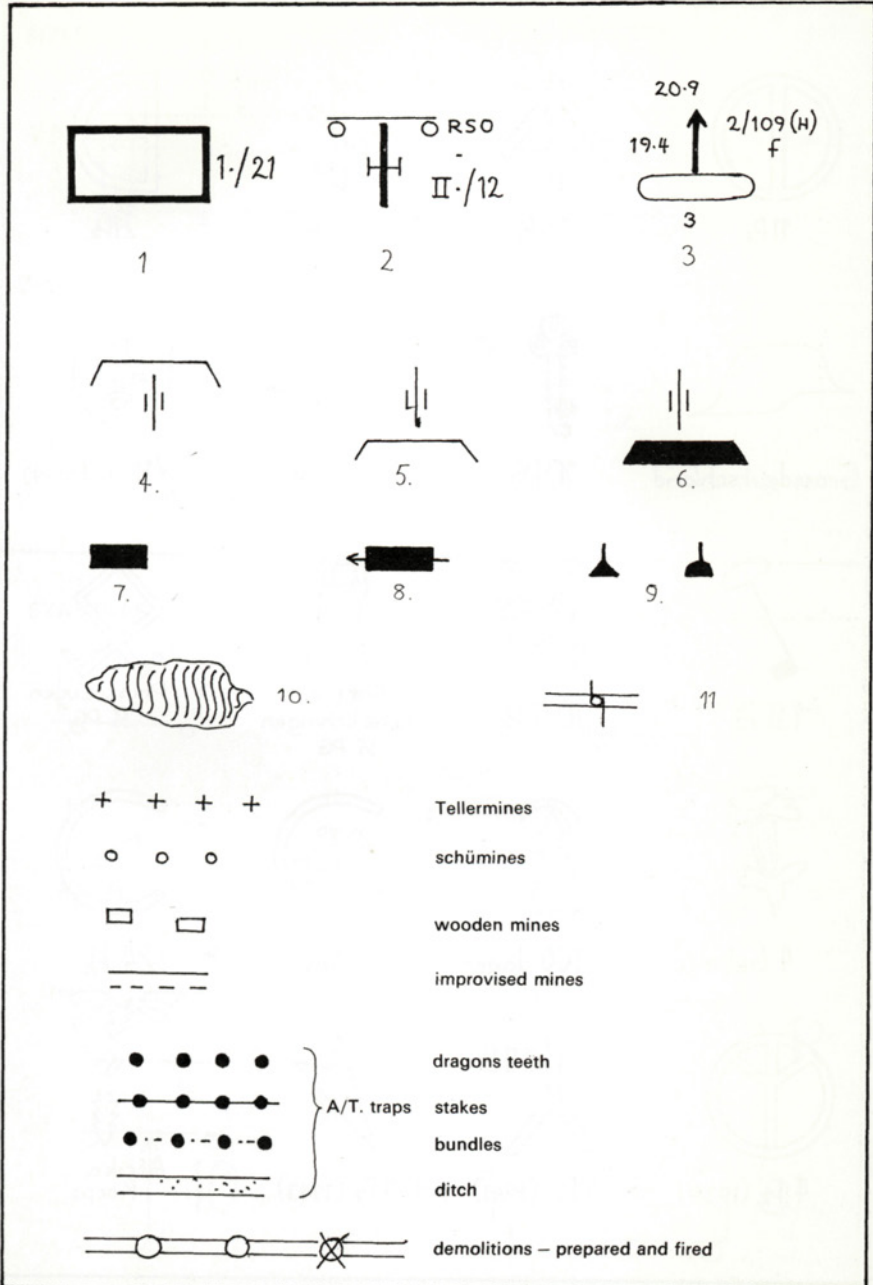 1./21
RSO
II./12
20.9
19.4
2/109 (H)
f
3
1
2
3
4.
5.
6.
7.
8.
9.
10.
11
Tellermines
schümines
wooden mines
improvised mines
dragons teeth
A/T. traps
stakes
bundles
ditch
demolitions — prepared and fired